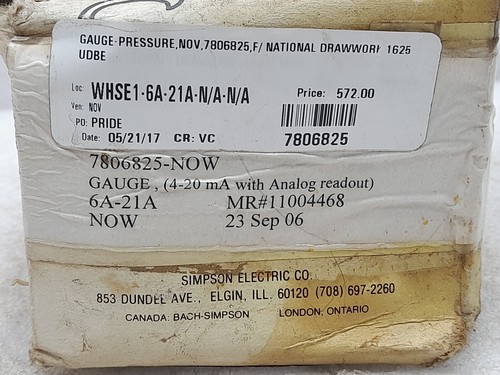 GAUGE-PRESSURE,NOV,7806825,F/ NATIONAL DRAWWORK 1625
UDBE
Loc: WHSE1-6A-21A-N/A-N/A
Price: 572.00
Ven: NOV
PO: PRIDE
Date: 05/21/17 CR: VC
7806825
7806825-NOW
GAUGE , (4-20 mA with Analog readout)
6A-21A MR#11004468
NOW 23 Sep 06
SIMPSON ELECTRIC CO.
853 DUNDEE AVE., ELGIN, ILL. 60120 (708) 697-2260
CANADA: BACH-SIMPSON LONDON, ONTARIO